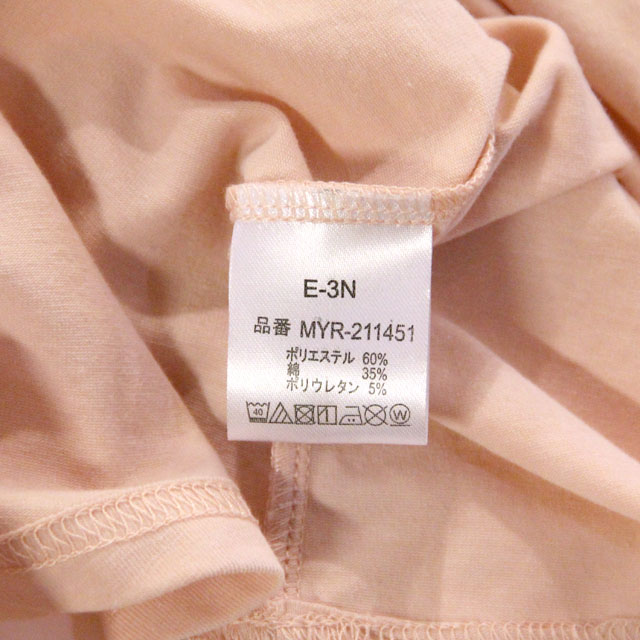 E-3N
品番 MYR-211451
ポリエステル 60%
綿 35%
ポリウレタン 5%
40 W